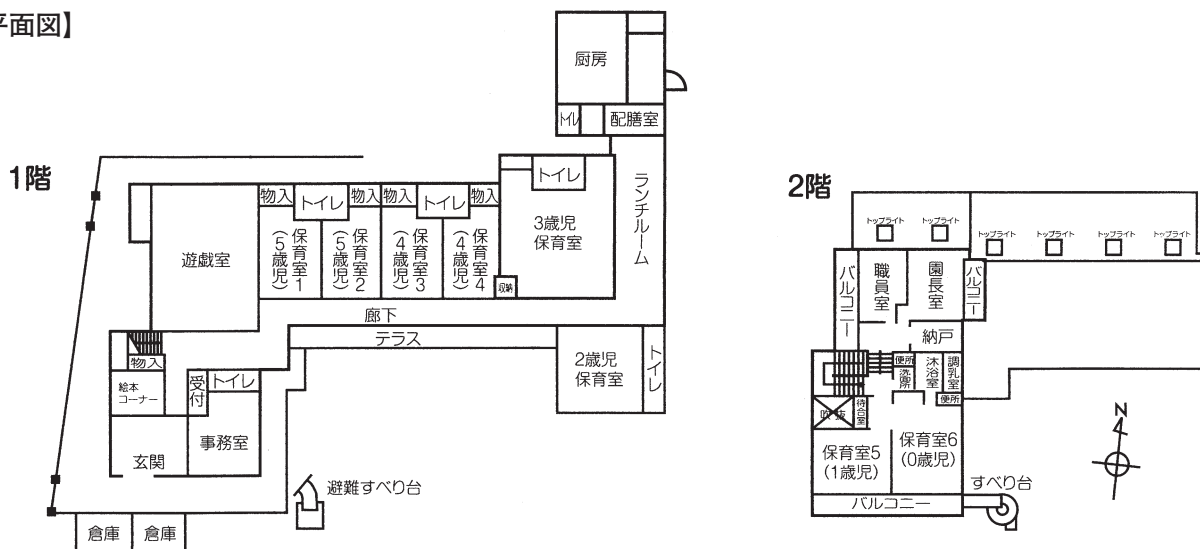 平面図】
1階
厨房
トイレ
配膳室
ランチルーム
物入
トイレ
物入
物入
トイレ
物入
トイレ
遊戯室
保育室1
(5歳児)
保育室2
(5歳児)
保育室3
(4歳児)
保育室4
(4歳児)
3歳児
保育室
収納
廊下
テラス
2歳児
保育室
トイレ
物入
絵本
コーナー
受付
トイレ
事務室
玄関
避難すべり台
倉庫
倉庫
2階
トップライト
トップライト
トップライト
トップライト
トップライト
トップライト
バルコニー
職員室
園長室
バルコニー
納戸
便所
洗面所
沐浴室
調乳室
便所
吹抜
待合室
保育室5
(1歳児)
保育室6
(0歳児)
すべり台
バルコニー
N